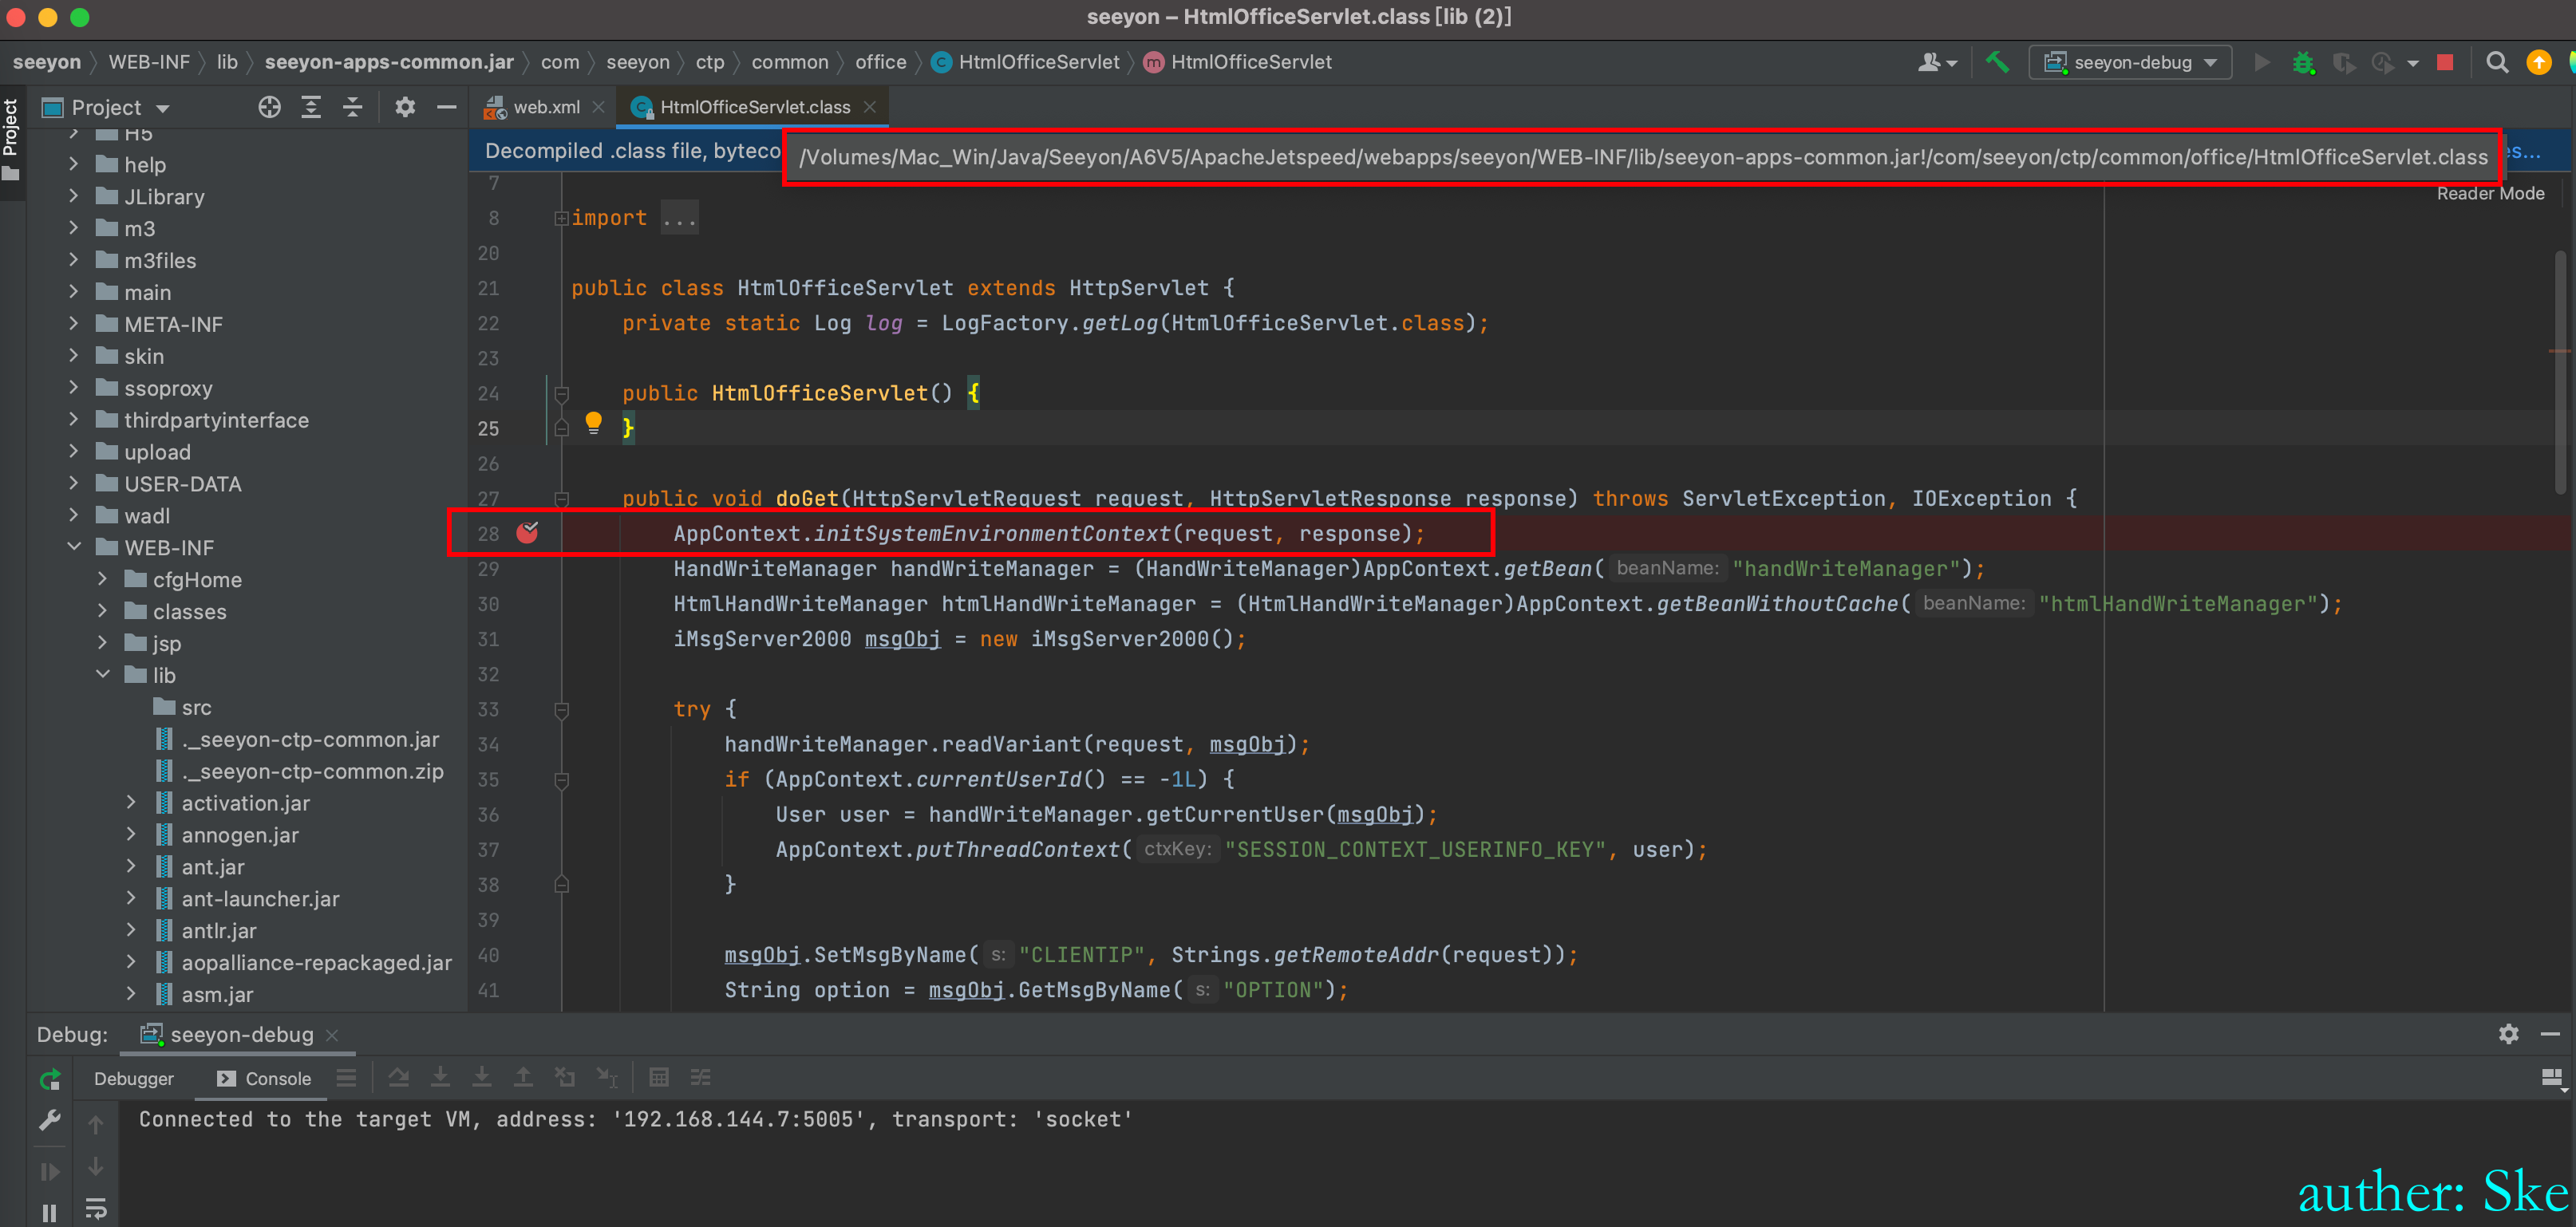 seeyon – HtmlOfficeServlet.class [lib (2)]
seeyon WEB-INF lib seeyon-apps-common.jar com seeyon ctp common office HtmlOfficeServlet HtmlOfficeServlet seeyon-debug
Project
Project
web.xml HtmlOfficeServlet.class
Decompiled .class file, byteco
/Volumes/Mac_Win/Java/Seeyon/A6V5/ApacheJetspeed/webapps/seeyon/WEB-INF/lib/seeyon-apps-common.jar!/com/seeyon/ctp/common/office/HtmlOfficeServlet.class
es...
Reader Mode
H5
help
JLibrary
m3
m3files
main
META-INF
skin
ssoproxy
thirdpartyinterface
upload
USER-DATA
wadl
WEB-INF
cfgHome
classes
jsp
lib
src
._seeyon-ctp-common.jar
._seeyon-ctp-common.zip
activation.jar
annogen.jar
ant.jar
ant-launcher.jar
antlr.jar
aopalliance-repackaged.jar
asm.jar
7
8 import ...
20
21 public class HtmlOfficeServlet extends HttpServlet {
22 private static Log log = LogFactory.getLog(HtmlOfficeServlet.class);
23
24 public HtmlOfficeServlet() {
25 }
26
27 public void doGet(HttpServletRequest request, HttpServletResponse response) throws ServletException, IOException {
28 AppContext.initSystemEnvironmentContext(request, response);
29 HandWriteManager handWriteManager = (HandWriteManager)AppContext.getBean( beanName: "handWriteManager");
30 HtmlHandWriteManager htmlHandWriteManager = (HtmlHandWriteManager)AppContext.getBeanWithoutCache( beanName: "htmlHandWriteManager");
31 iMsgServer2000 msgObj = new iMsgServer2000();
32
33 try {
34 handWriteManager.readVariant(request, msgObj);
35 if (AppContext.currentUserId() == -1L) {
36 User user = handWriteManager.getCurrentUser(msgObj);
37 AppContext.putThreadContext( ctxKey: "SESSION_CONTEXT_USERINFO_KEY", user);
38 }
39
40 msgObj.SetMsgByName( s: "CLIENTIP", Strings.getRemoteAddr(request));
41 String option = msgObj.GetMsgByName( s: "OPTION");
Debug: seeyon-debug
Debugger Console
Connected to the target VM, address: '192.168.144.7:5005', transport: 'socket'
auther: Ske